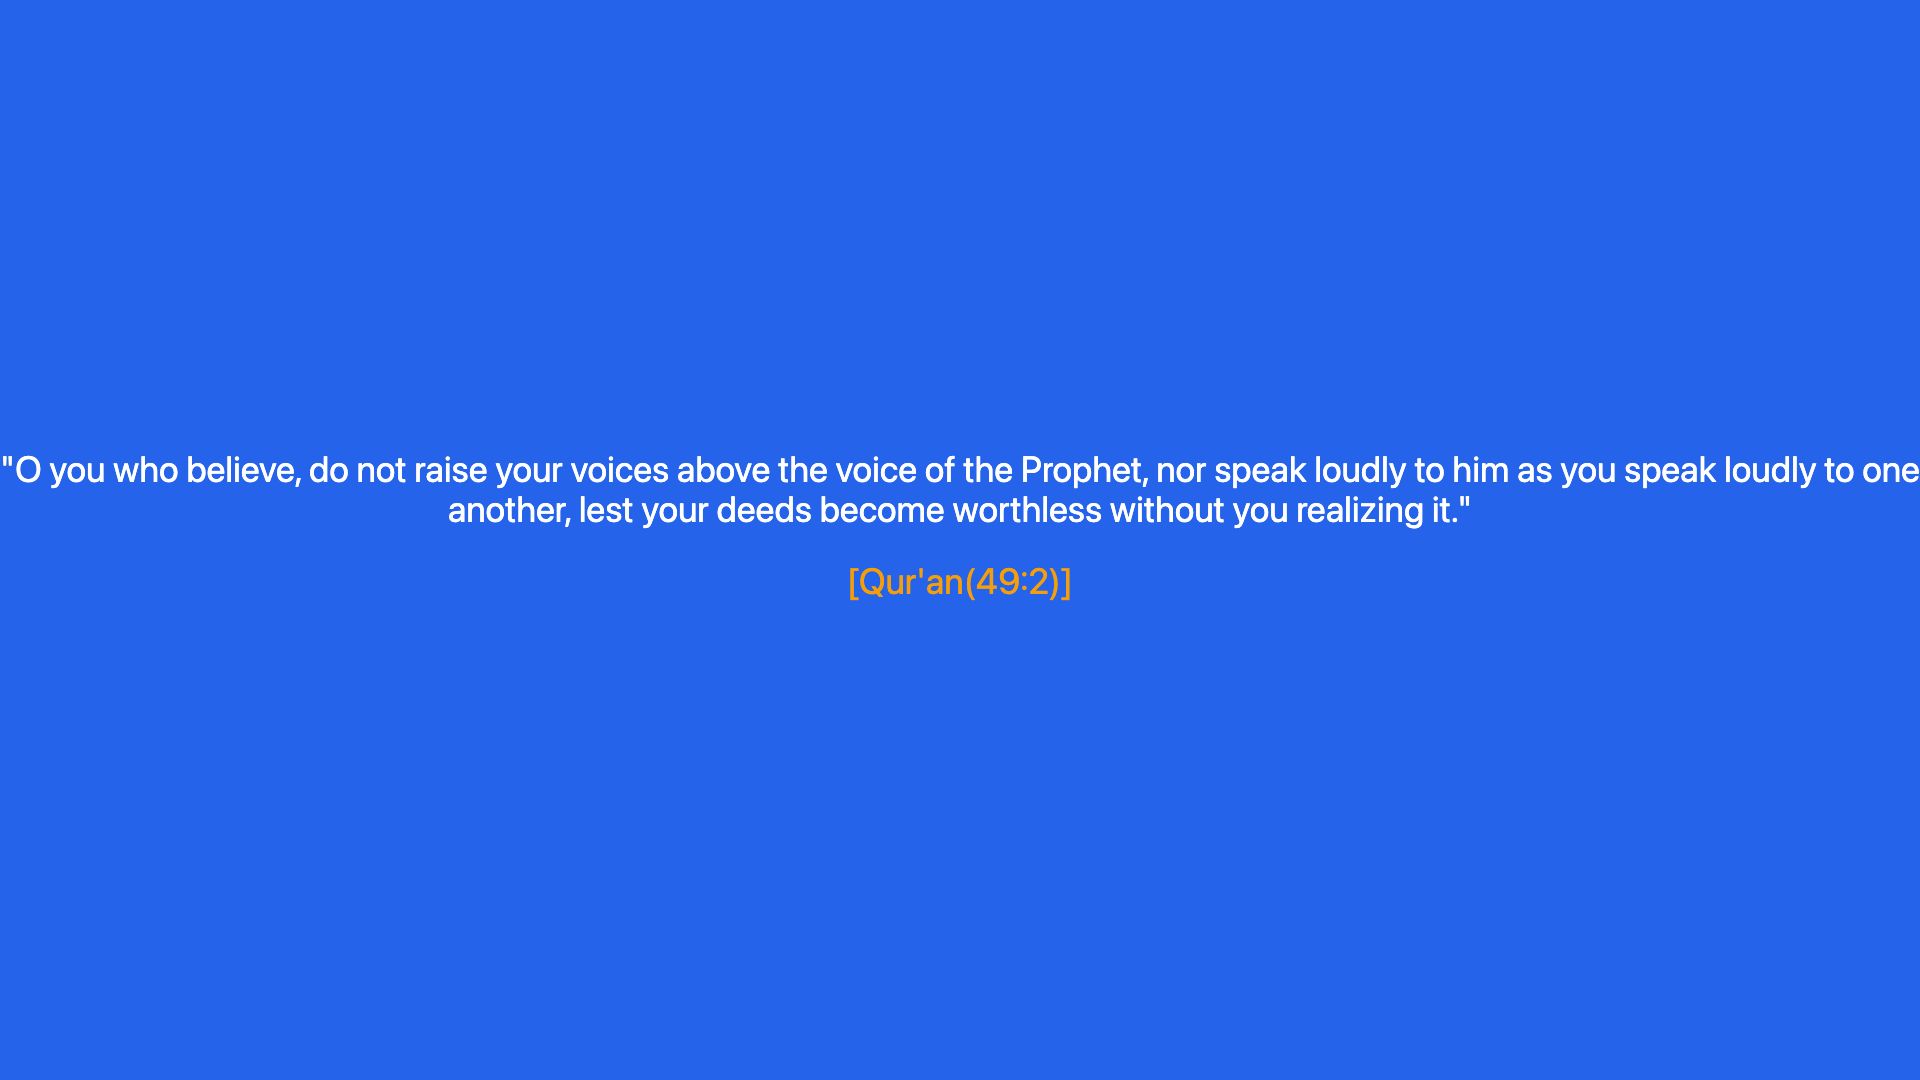 "O you who believe, do not raise your voices above the voice of the Prophet, nor speak loudly to him as you speak loudly to one
another, lest your deeds become worthless without you realizing it."
[Qur'an(49:2)]